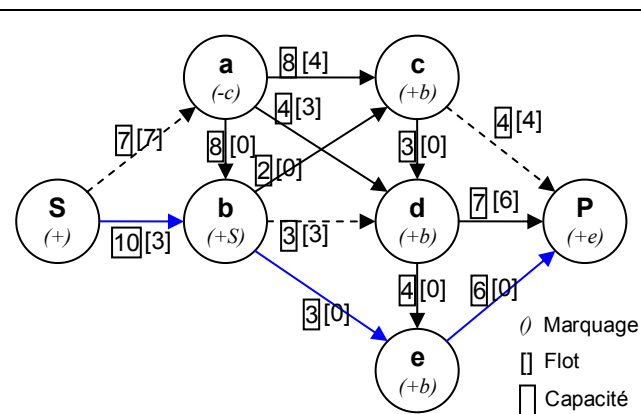 a
(-c)
8 [4]
c
(+b)
4 [3]
7 [7]
8 [0]
2 [0]
3 [0]
4 [4]
S
(+)
10 [3]
b
(+S)
3 [3]
d
(+b)
7 [6]
P
(+e)
3 [0]
4 [0]
6 [0]
e
(+b)
() Marquage
[] Flot
Capacité